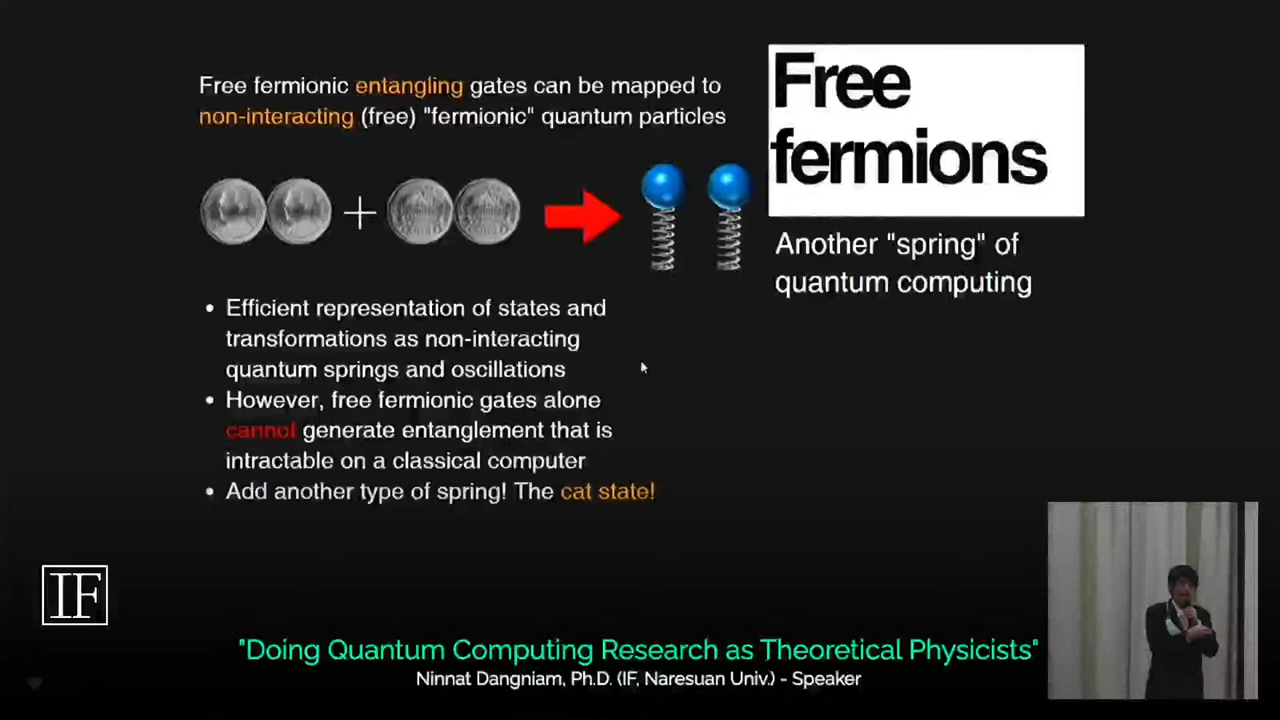 Free fermionic entangling gates can be mapped to
non-interacting (free) "fermionic" quantum particles
Free
fermions
Another "spring" of
quantum computing
• Efficient representation of states and
transformations as non-interacting
quantum springs and oscillations
• However, free fermionic gates alone
cannot generate entanglement that is
intractable on a classical computer
• Add another type of spring! The cat state!
IF
"Doing Quantum Computing Research as Theoretical Physicists"
Ninnat Dangniam, Ph.D. (IF, Naresuan Univ.) - Speaker